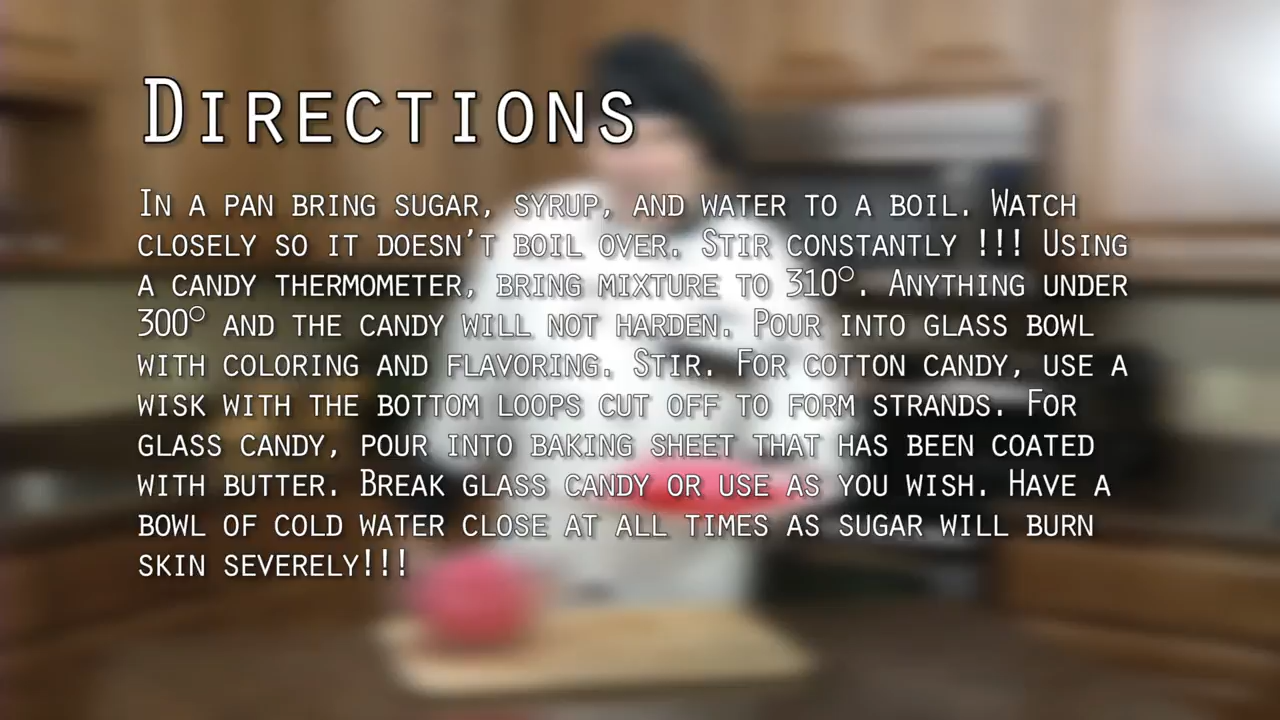 Directions
In a pan bring sugar, syrup, and water to a boil. Watch
closely so it doesn't boil over. Stir constantly !!! Using
a candy thermometer, bring mixture to 310°. Anything under
300° and the candy will not harden. Pour into glass bowl
with coloring and flavoring. Stir. For cotton candy, use a
wisk with the bottom loops cut off to form strands. For
glass candy, pour into baking sheet that has been coated
with butter. Break glass candy or use as you wish. Have a
bowl of cold water close at all times as sugar will burn
skin severely!!!